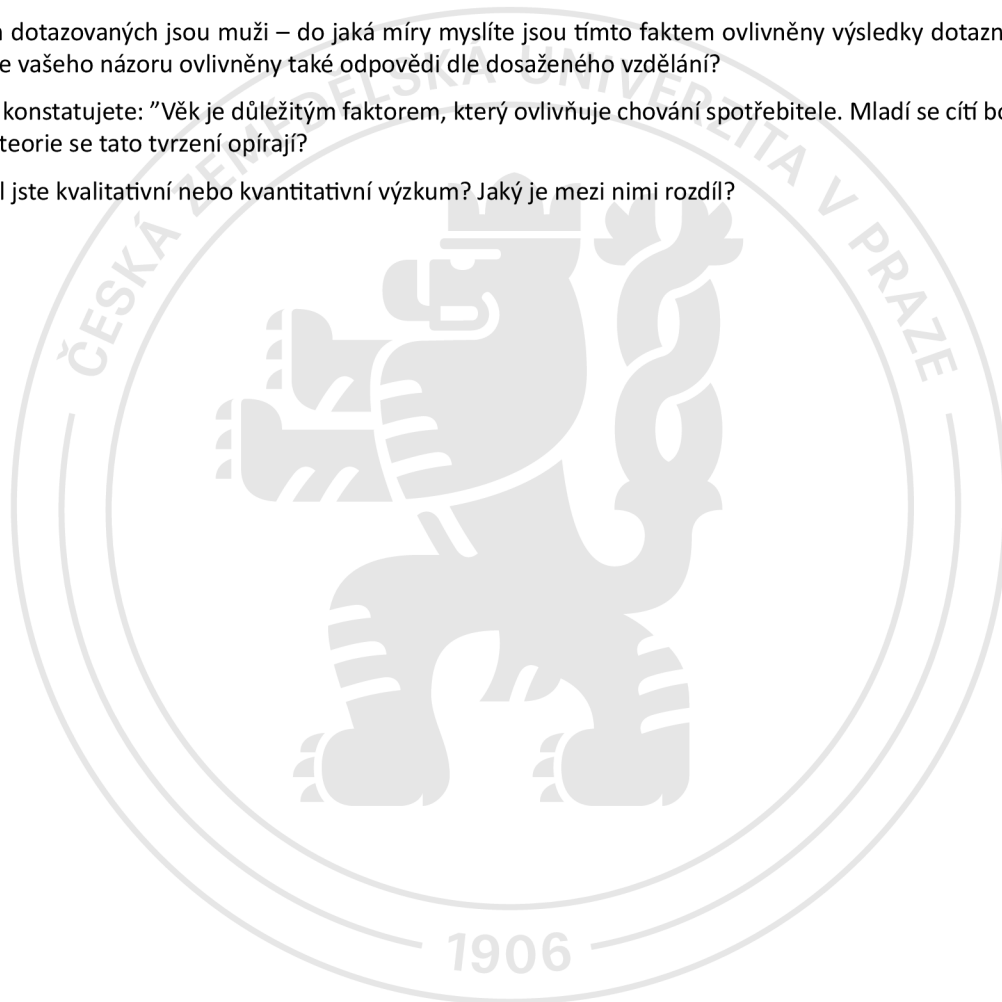 dotazovaných jsou muži – do jaká míry myslíte jsou tímto faktem ovlivněny výsledky
vašeho názoru ovlivněny také odpovědi dle dosaženého vzdělání?
konstatujete: ”Věk je důležitým faktorem, který ovlivňuje chování spotřebitele. Mladí se cítí
teorie se tato tvrzení opírají?
jste kvalitativní nebo kvantitativní výzkum? Jaký je mezi nimi rozdíl?
ČESKÁ ZEMĚDĚLSKÁ UNIVERZITA V PRAZE
1906